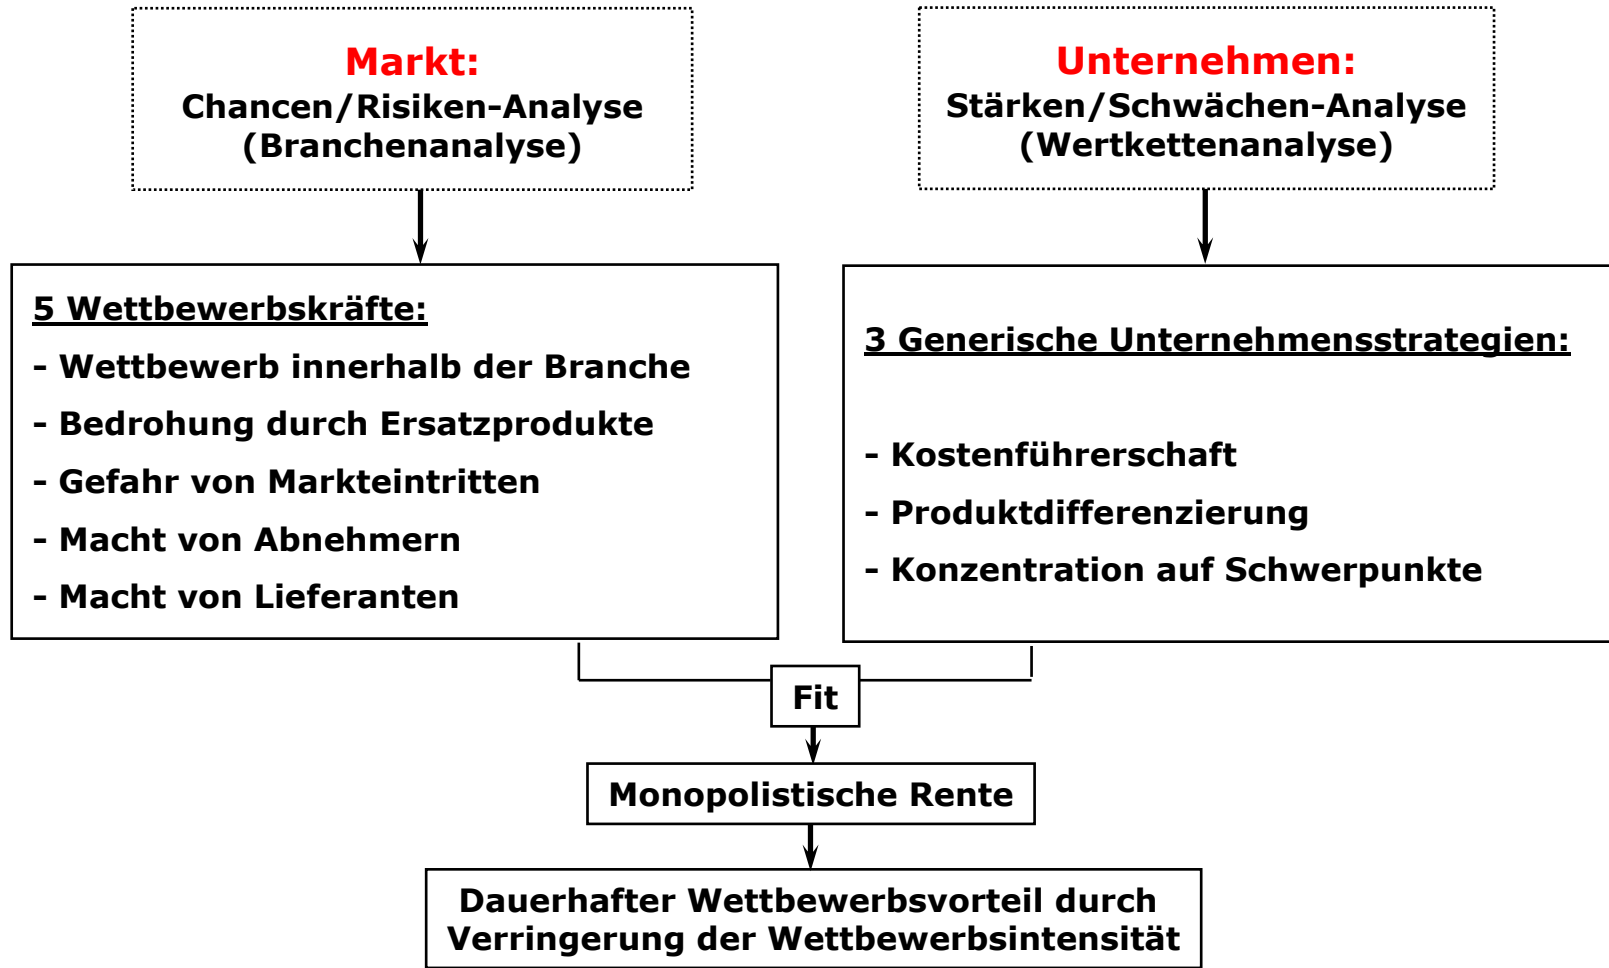 Markt:
Chancen/Risiken-Analyse
(Branchenanalyse)
Unternehmen:
Stärken/Schwächen-Analyse
(Wertkettenanalyse)
5 Wettbewerbskräfte:
- Wettbewerb innerhalb der Branche
- Bedrohung durch Ersatzprodukte
- Gefahr von Markteintritten
- Macht von Abnehmern
- Macht von Lieferanten
3 Generische Unternehmensstrategien:
- Kostenführerschaft
- Produktdifferenzierung
- Konzentration auf Schwerpunkte
Fit
Monopolistische Rente
Dauerhafter Wettbewerbsvorteil durch
Verringerung der Wettbewerbsintensität